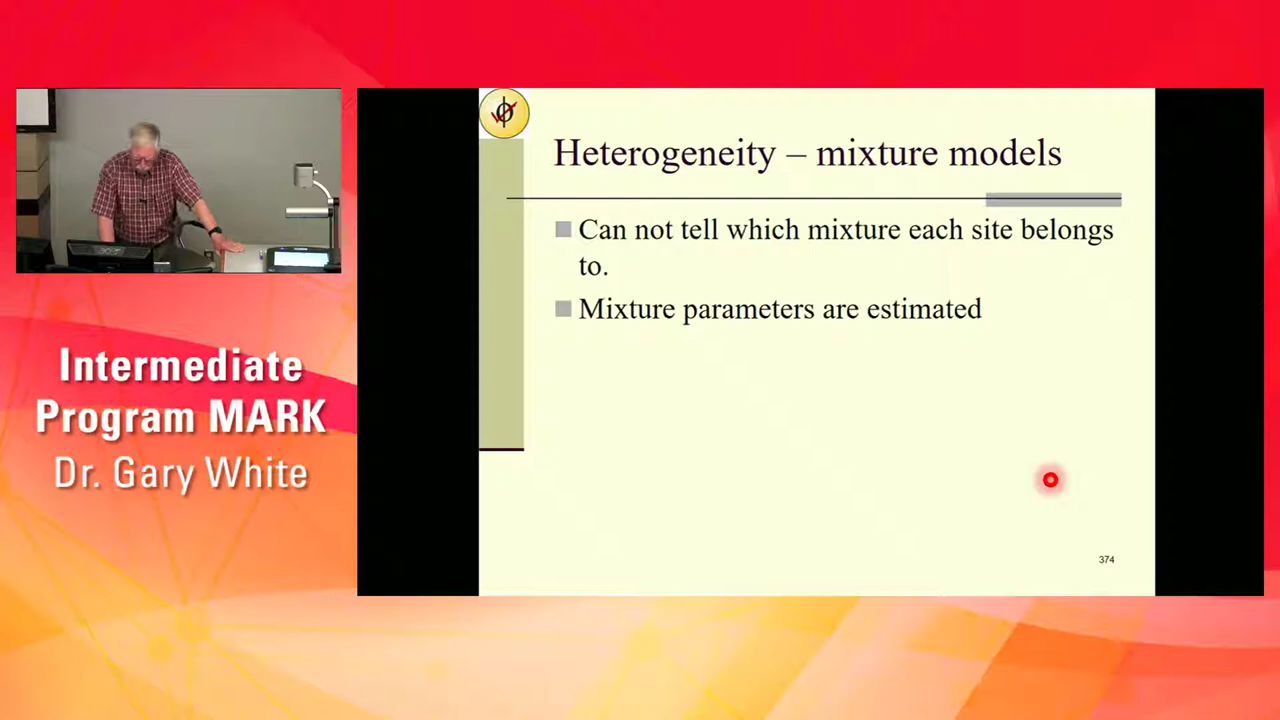 Heterogeneity – mixture models
Can not tell which mixture each site belongs
to.
Mixture parameters are estimated
374
Intermediate
Program MARK
Dr. Gary White